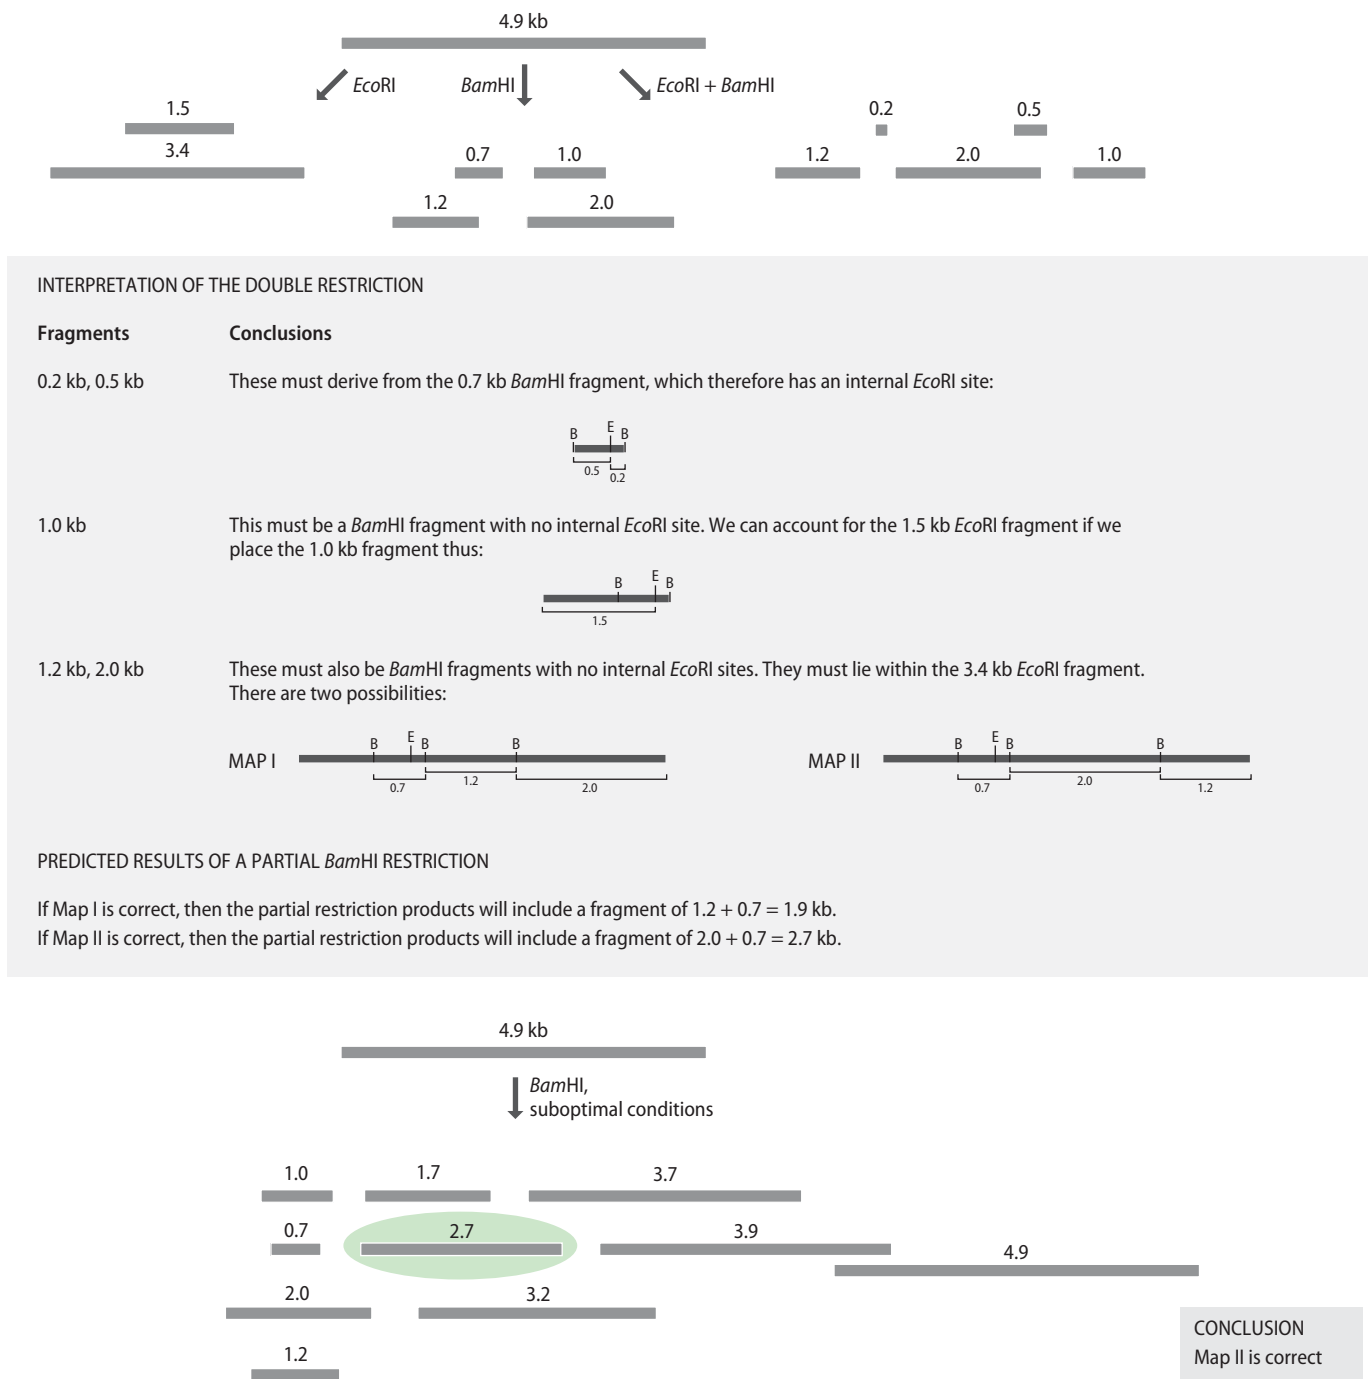 4.9 kb
EcoRI
BamHI
EcoRI + BamHI
1.5
3.4
0.7
1.0
1.2
2.0
0.2
0.5
1.2
2.0
1.0
INTERPRETATION OF THE DOUBLE RESTRICTION
Fragments Conclusions
0.2 kb, 0.5 kb These must derive from the 0.7 kb BamHI fragment, which therefore has an internal EcoRI site:
B E B
0.5 0.2
1.0 kb This must be a BamHI fragment with no internal EcoRI site. We can account for the 1.5 kb EcoRI fragment if we
place the 1.0 kb fragment thus:
B E B
1.5
1.2 kb, 2.0 kb These must also be BamHI fragments with no internal EcoRI sites. They must lie within the 3.4 kb EcoRI fragment.
There are two possibilities:
MAP I
B E B B
0.7 1.2 2.0
MAP II
B E B B
0.7 2.0 1.2
PREDICTED RESULTS OF A PARTIAL BamHI RESTRICTION
If Map I is correct, then the partial restriction products will include a fragment of 1.2 + 0.7 = 1.9 kb.
If Map II is correct, then the partial restriction products will include a fragment of 2.0 + 0.7 = 2.7 kb.
4.9 kb
BamHI,
suboptimal conditions
1.0 1.7 3.7
0.7 2.7 3.9
4.9
2.0 3.2
1.2
CONCLUSION
Map II is correct